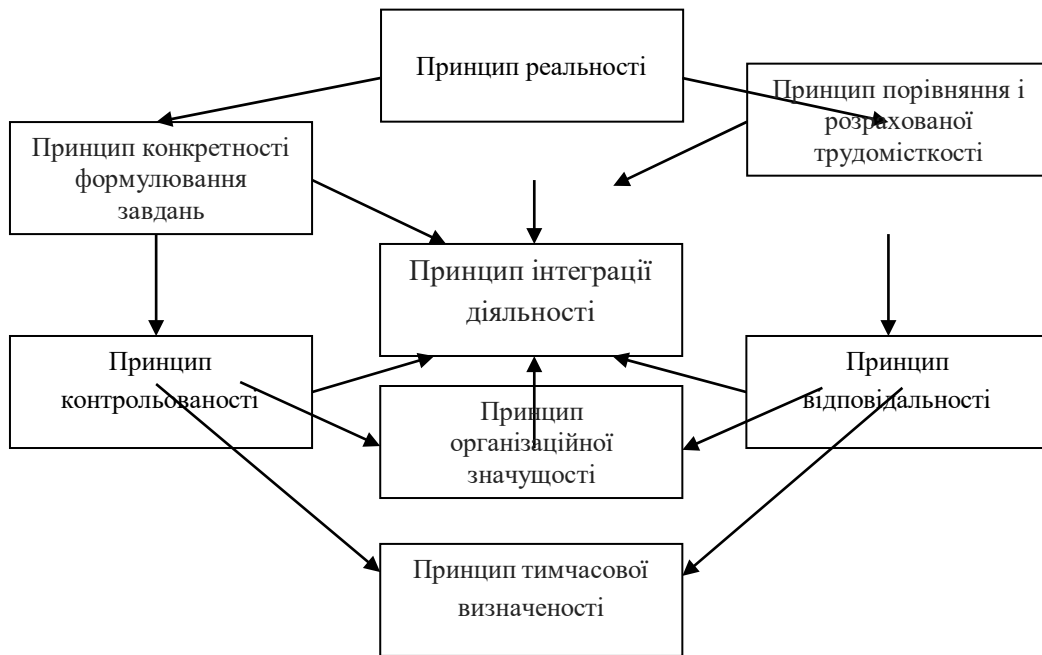 Принцип реальності
Принцип порівняння і
розрахованої
трудомісткості
Принцип конкретності
формулювання
завдань
Принцип інтеграції
діяльності
Принцип
контрольованості
Принцип
організаційної
значущості
Принцип
відповідальності
Принцип тимчасової
визначеності